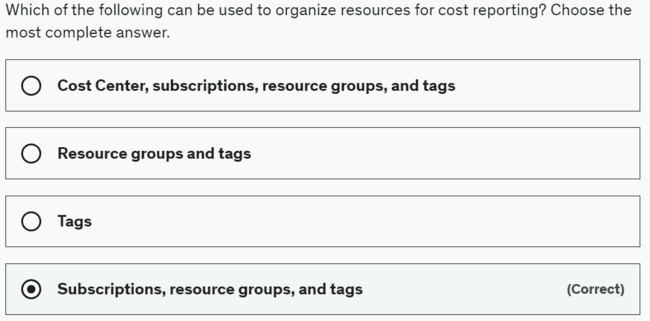 Which of the following can be used to organize resources for cost reporting? Choose the
most complete answer.
Cost Center, subscriptions, resource groups, and tags
Resource groups and tags
Tags
Subscriptions, resource groups, and tags (Correct)